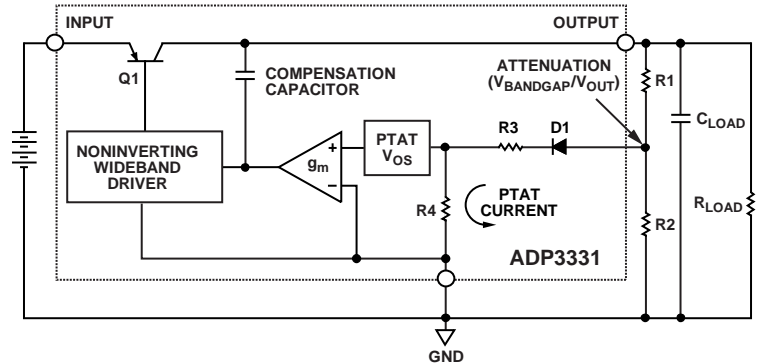 INPUT
OUTPUT
Q1
COMPENSATION
CAPACITOR
ATTENUATION
(VBANDGAP/VOUT)
R1
CLOAD
NONINVERTING
WIDEBAND
DRIVER
gm
+
−
PTAT
VOS
R3
D1
R4
PTAT
CURRENT
R2
RLOAD
ADP3331
GND